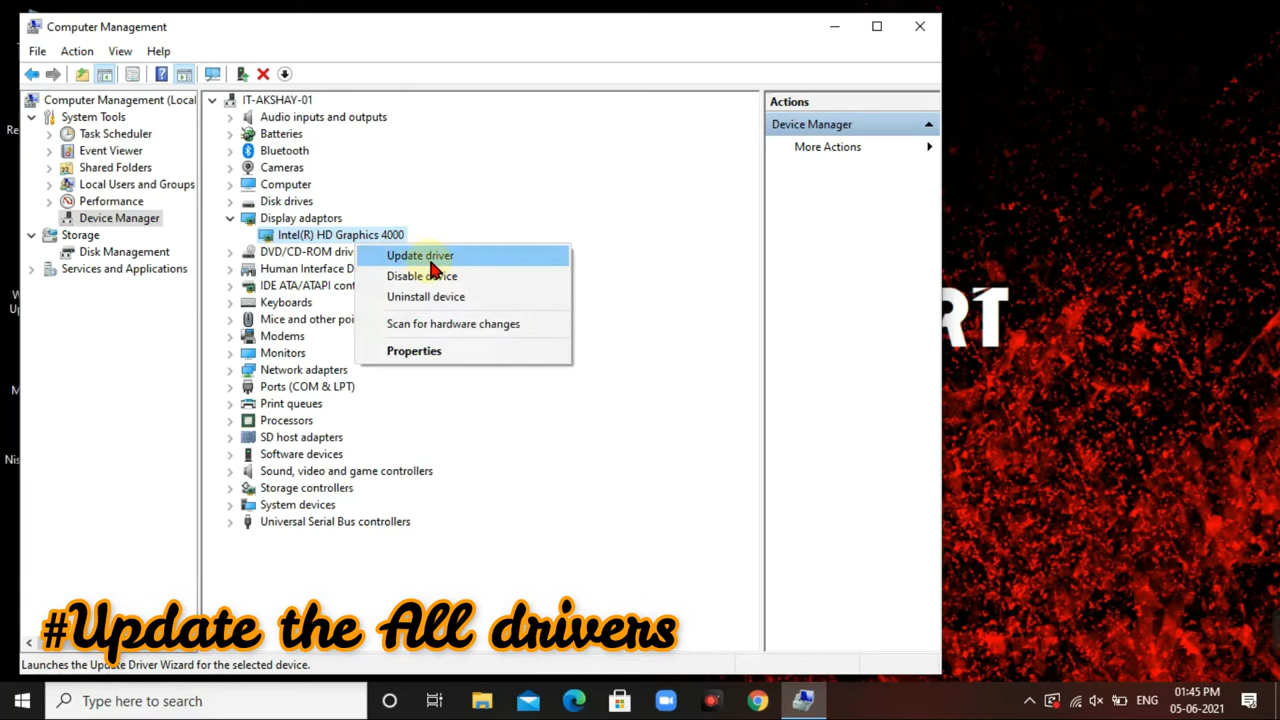 Computer Management
File Action View Help
Computer Management (Local
System Tools
Task Scheduler
Event Viewer
Shared Folders
Local Users and Groups
Performance
Device Manager
Storage
Disk Management
Services and Applications
IT-AKSHAY-01
Audio inputs and outputs
Batteries
Bluetooth
Cameras
Computer
Disk drives
Display adaptors
Intel(R) HD Graphics 4000
DVD/CD-ROM driv
Human Interface D
IDE ATA/ATAPI cont
Keyboards
Mice and other poi
Modems
Monitors
Network adapters
Ports (COM & LPT)
Print queues
Processors
SD host adapters
Software devices
Sound, video and game controllers
Storage controllers
System devices
Universal Serial Bus controllers
Update driver
Disable device
Uninstall device
Scan for hardware changes
Properties
Actions
Device Manager
More Actions
RT
#Update the All drivers
Launches the Update Driver Wizard for the selected device.
Type here to search
ENG
01:45 PM
05-06-2021